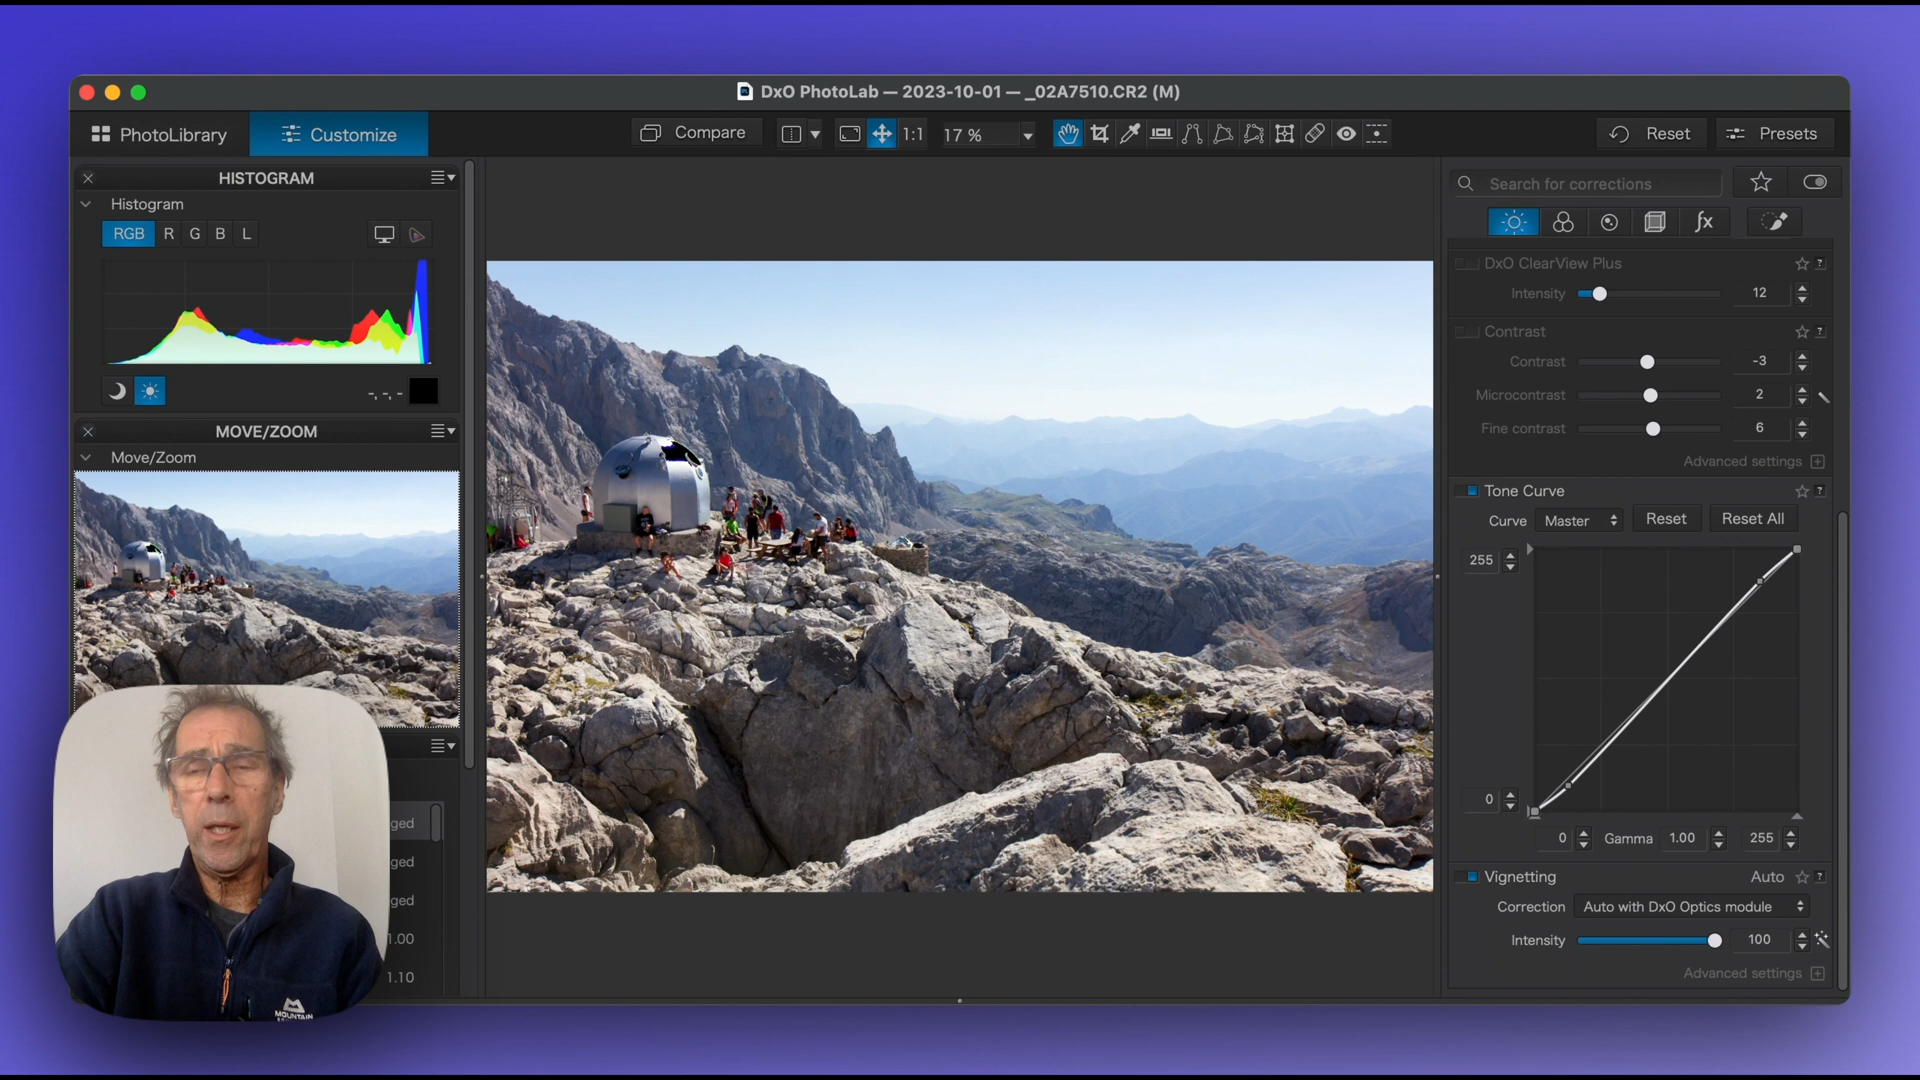 DxO PhotoLab — 2023-10-01 — _02A7510.CR2 (M)
PhotoLibrary
Customize
Compare
1:1
17 %
Reset
Presets
HISTOGRAM
Histogram
RGB R G B L
-, -, -
MOVE/ZOOM
Move/Zoom
ged
ged
ged
1.00
1.10
MOUNTAIN
Search for corrections
fx
DxO ClearView Plus ?
Intensity 12
Contrast ?
Contrast -3
Microcontrast 2
Fine contrast 6
Advanced settings +
Tone Curve ?
Curve Master Reset Reset All
255
0
0 Gamma 1.00 255
Vignetting Auto ?
Correction Auto with DxO Optics module
Intensity 100
Advanced settings +